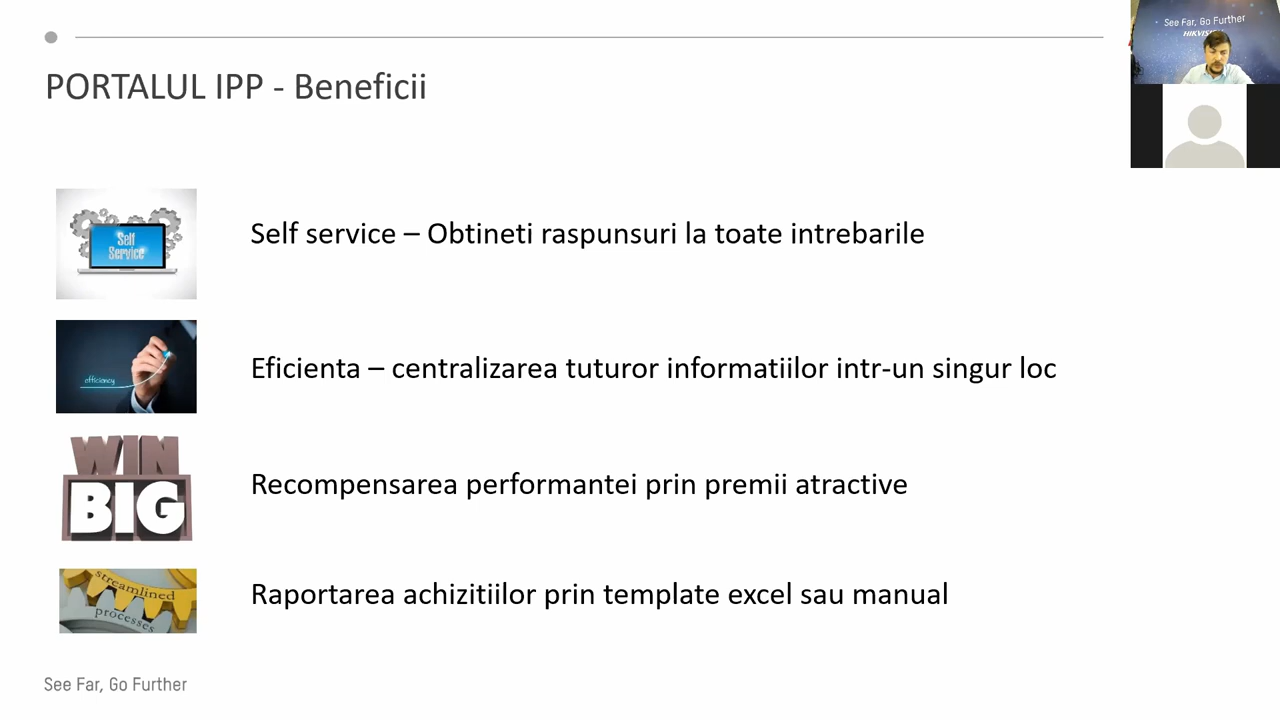 See Far, Go Further
HIKVISION
PORTALUL IPP - Beneficii
Self
Service
Self service – Obtineti raspunsuri la toate intrebarile
efficiency
Eficienta – centralizarea tuturor informatiilor intr-un singur loc
WIN
BIG
Recompensarea performantei prin premii atractive
streamlined
processes
Raportarea achizitiilor prin template excel sau manual
See Far, Go Further